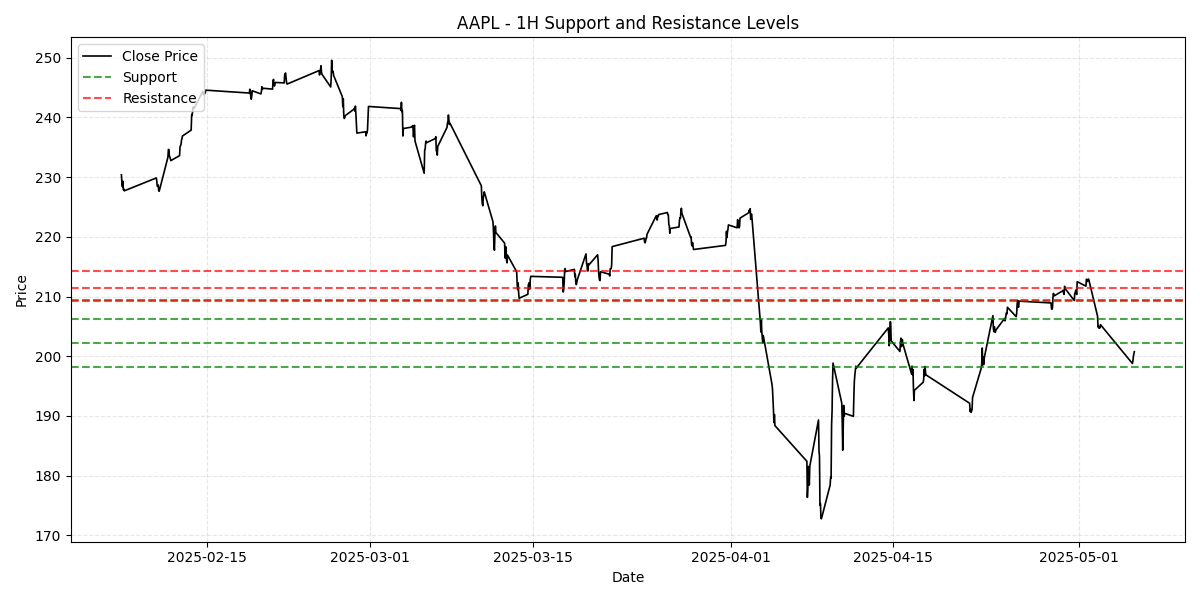 AAPL - 1H Support and Resistance Levels
Close Price
Support
Resistance
Price
250
240
230
220
210
200
190
180
170
2025-02-15 2025-03-01 2025-03-15 2025-04-01 2025-04-15 2025-05-01
Date